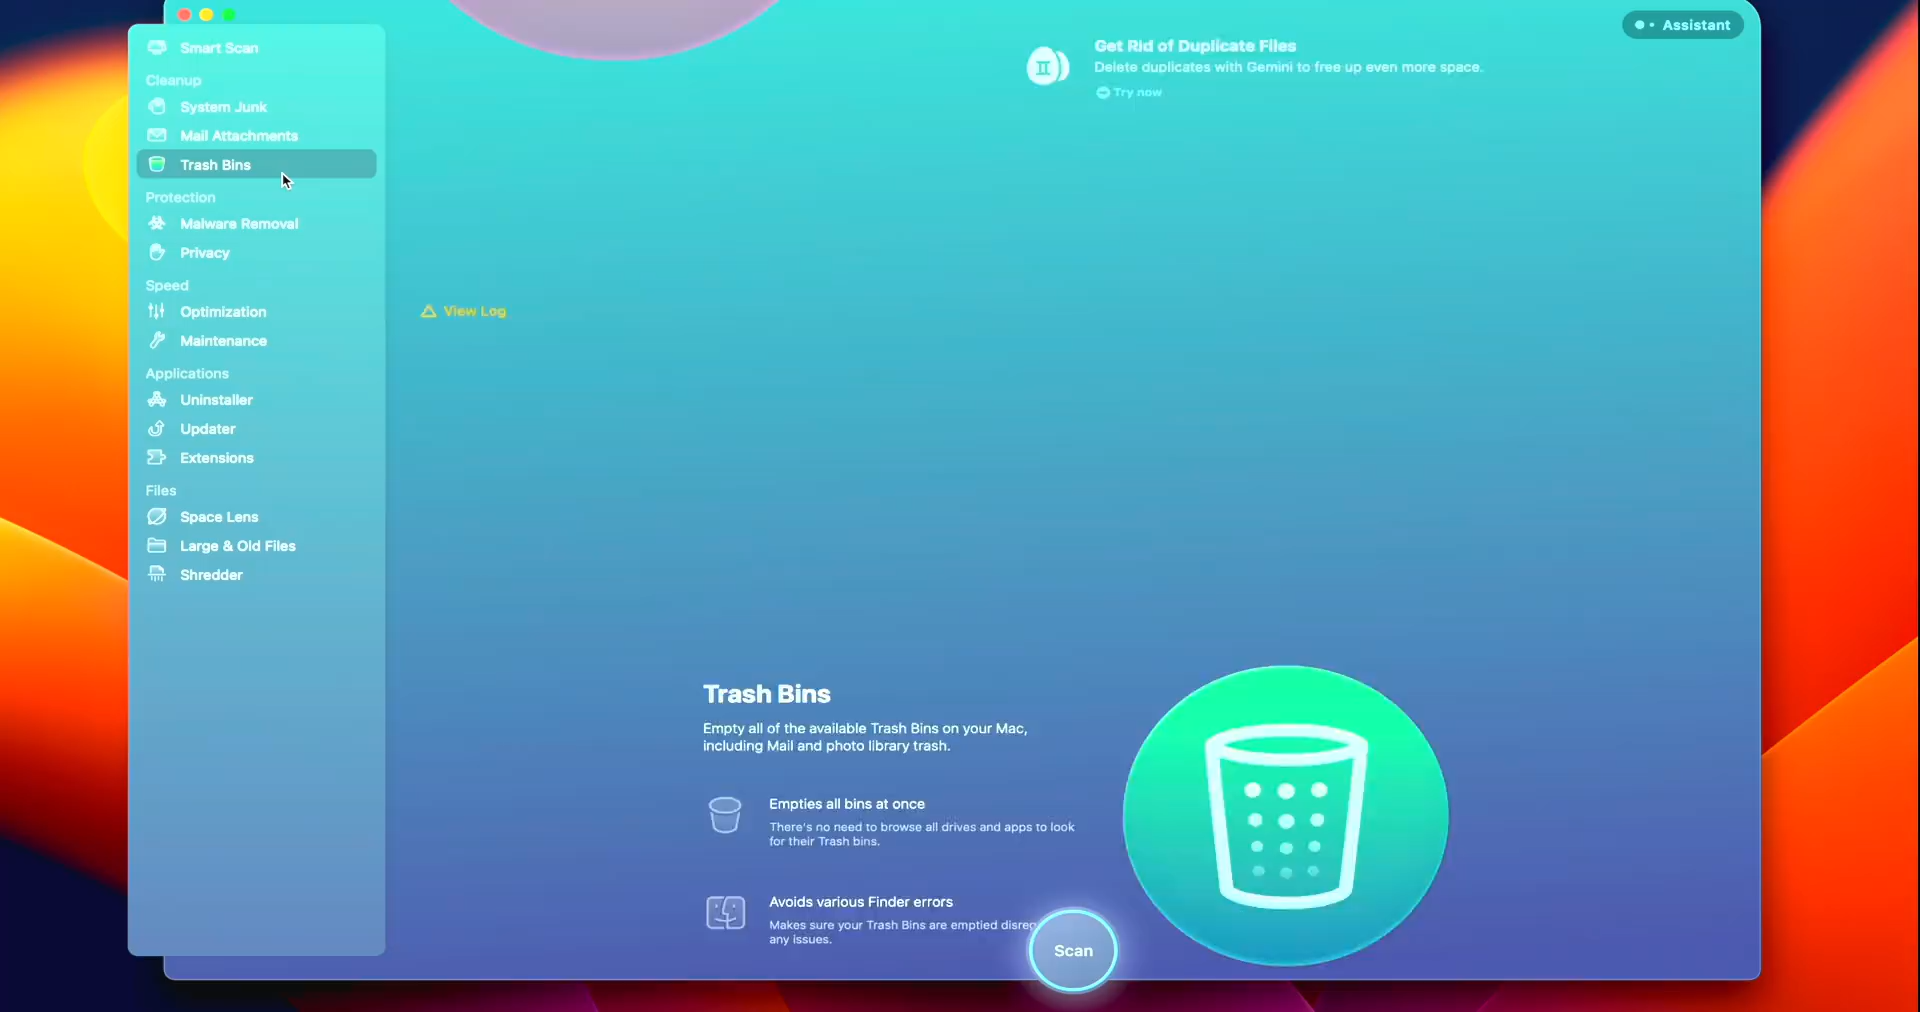 Smart Scan
Cleanup
System Junk
Mail Attachments
Trash Bins
Protection
Malware Removal
Privacy
Speed
Optimization
Maintenance
Applications
Uninstaller
Updater
Extensions
Files
Space Lens
Large & Old Files
Shredder
Assistant
Get Rid of Duplicate Files
Delete duplicates with Gemini to free up even more space.
Try now
View Log
Trash Bins
Empty all of the available Trash Bins on your Mac,
including Mail and photo library trash.
Empties all bins at once
There's no need to browse all drives and apps to look
for their Trash bins.
Avoids various Finder errors
Makes sure your Trash Bins are emptied
any issues.
Scan